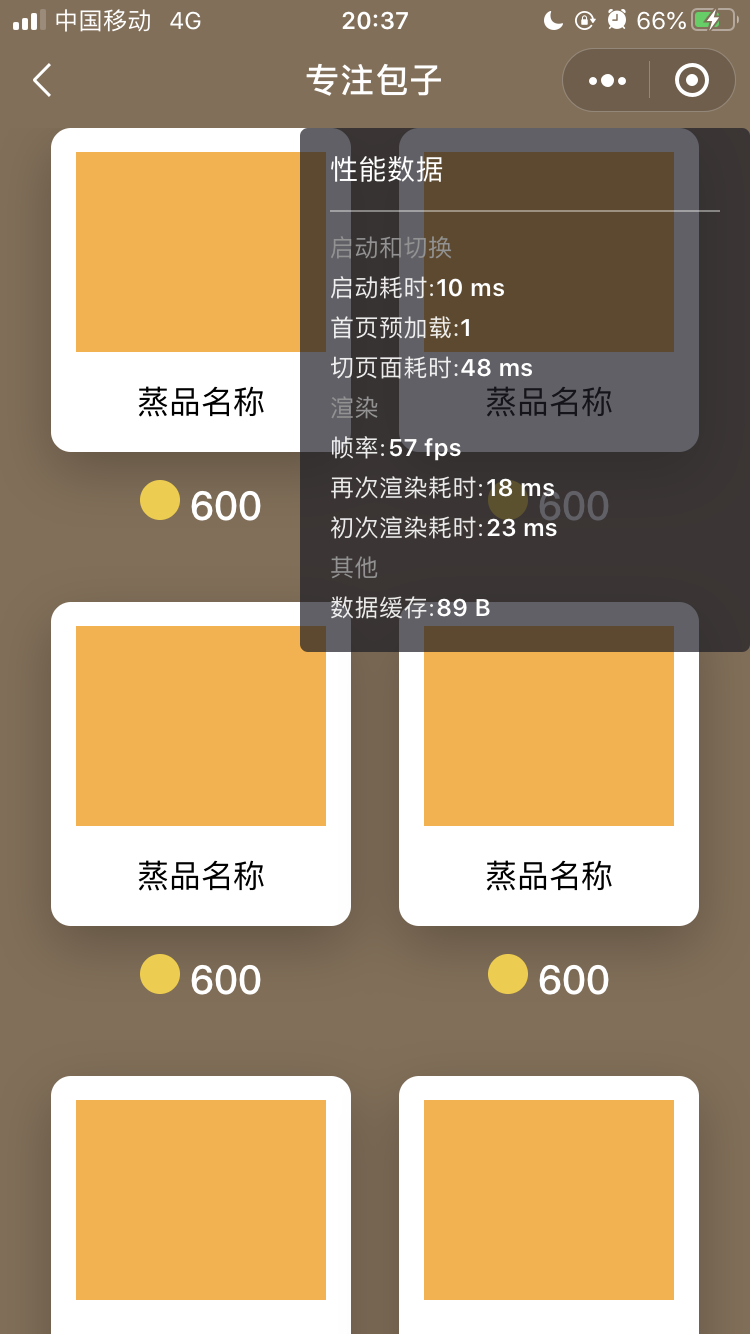 中国移动 4G 20:37 66%
专注包子
性能数据
启动和切换
启动耗时:10 ms
首页预加载:1
切页面耗时:48 ms
渲染
帧率:57 fps
再次渲染耗时:18 ms
初次渲染耗时:23 ms
其他
数据缓存:89 B
蒸品名称 蒸品名称
600 600
蒸品名称 蒸品名称
600 600